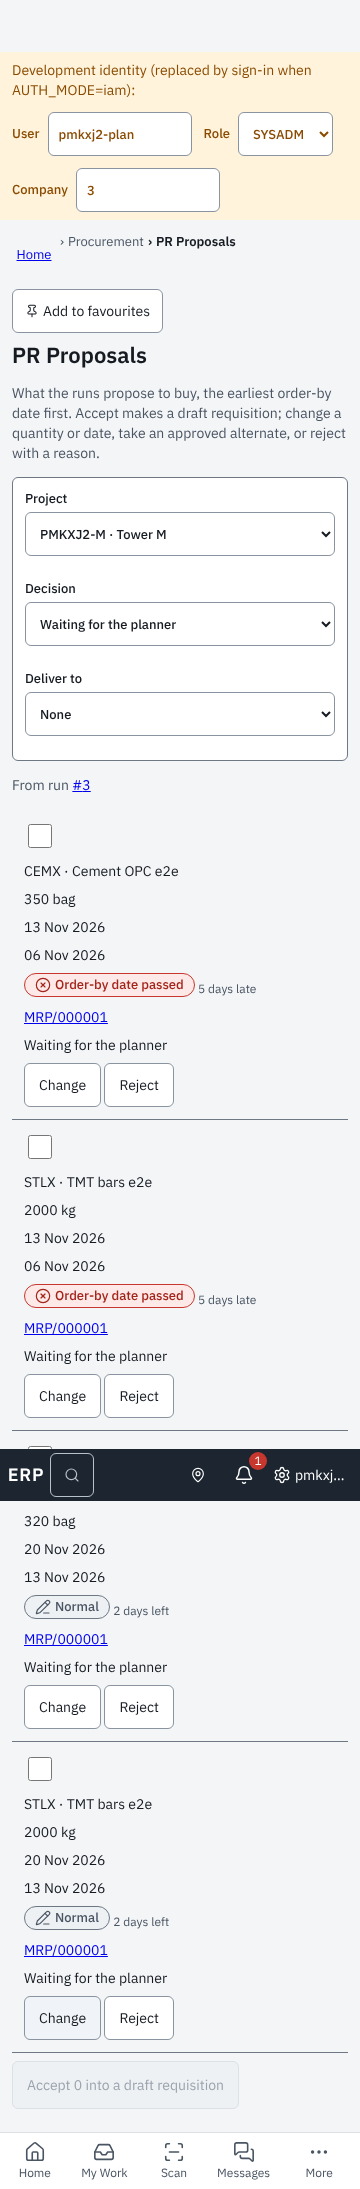 Development identity (replaced by sign-in when
AUTH_MODE=iam):
User pmkxj2-plan Role SYSADM
Company 3
Home › Procurement › PR Proposals
Add to favourites
PR Proposals
What the runs propose to buy, the earliest order-by
date first. Accept makes a draft requisition; change a
quantity or date, take an approved alternate, or reject
with a reason.
Project
PMKXJ2-M · Tower M
Decision
Waiting for the planner
Deliver to
None
From run #3
CEMX · Cement OPC e2e
350 bag
13 Nov 2026
06 Nov 2026
Order-by date passed 5 days late
MRP/000001
Waiting for the planner
Change Reject
STLX · TMT bars e2e
2000 kg
13 Nov 2026
06 Nov 2026
Order-by date passed 5 days late
MRP/000001
Waiting for the planner
Change Reject
ERP 1 pmkxj...
320 bag
20 Nov 2026
13 Nov 2026
Normal 2 days left
MRP/000001
Waiting for the planner
Change Reject
STLX · TMT bars e2e
2000 kg
20 Nov 2026
13 Nov 2026
Normal 2 days left
MRP/000001
Waiting for the planner
Change Reject
Accept 0 into a draft requisition
Home My Work Scan Messages More